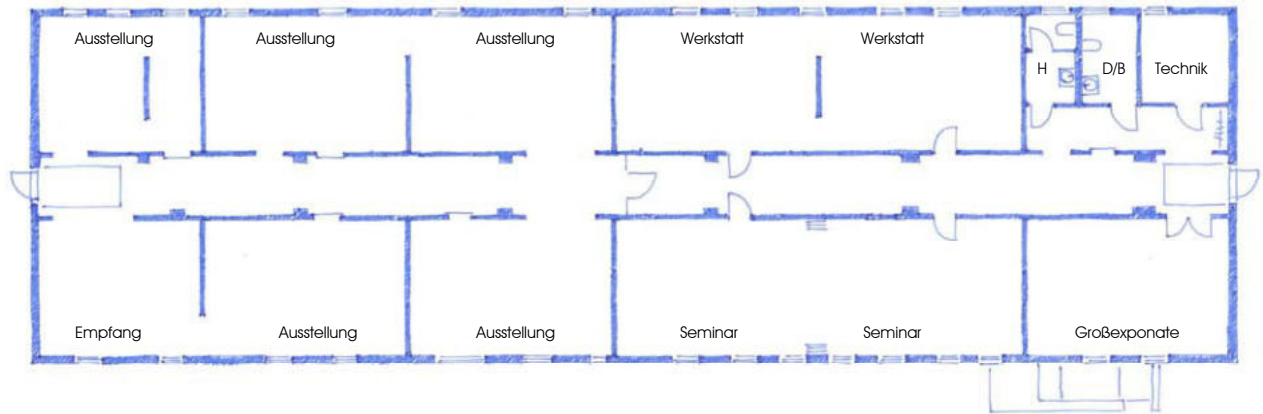 Ausstellung
Ausstellung
Ausstellung
Werkstatt
Werkstatt
H
D/B
Technik
Empfang
Ausstellung
Ausstellung
Seminar
Seminar
Großexponate